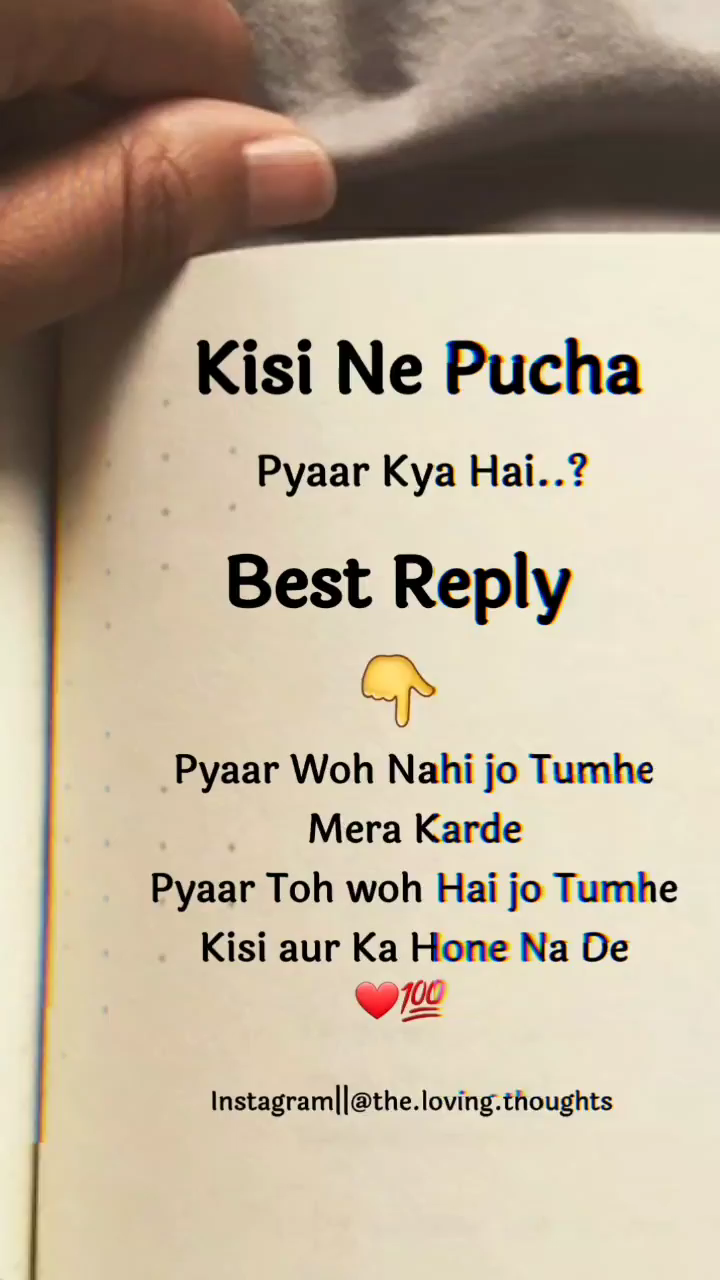 Kisi Ne Pucha
Pyaar Kya Hai..?
Best Reply
👇
Pyaar Woh Nahi jo Tumhe
Mera Karde
Pyaar Toh woh Hai jo Tumhe
Kisi aur Ka Hone Na De
❤️💯
Instagram||@the.loving.thoughts